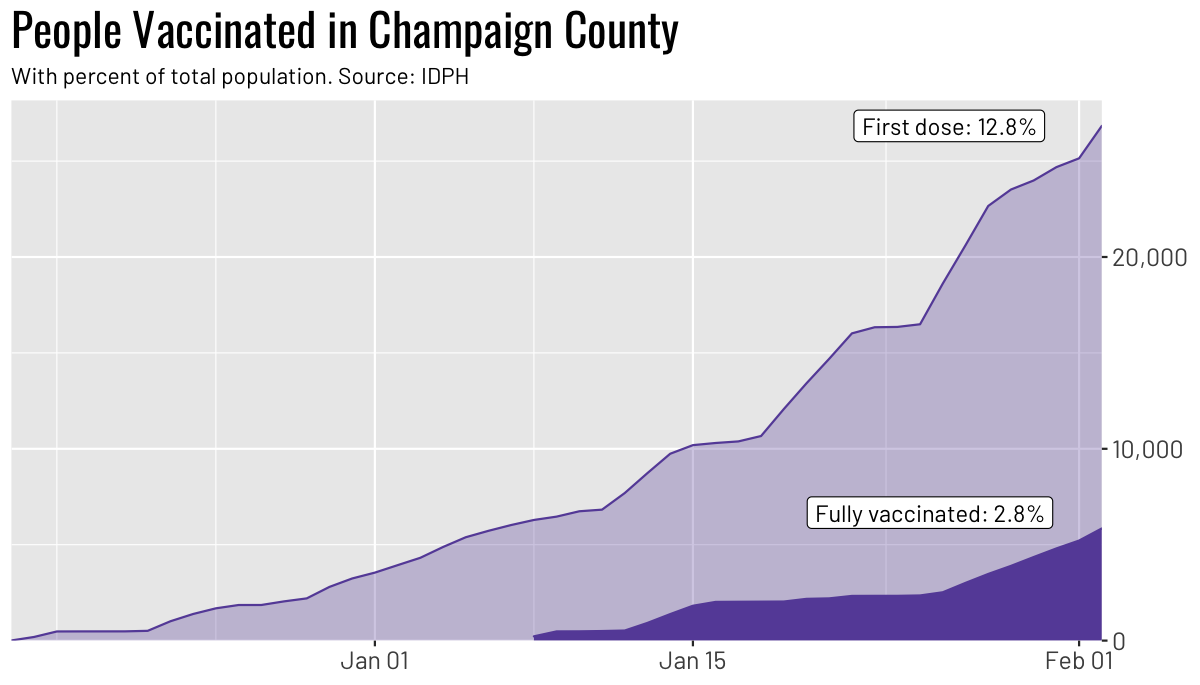 People Vaccinated in Champaign County
With percent of total population. Source: IDPH
First dose: 12.8%
20,000
10,000
Fully vaccinated: 2.8%
0
Jan 01
Jan 15
Feb 01